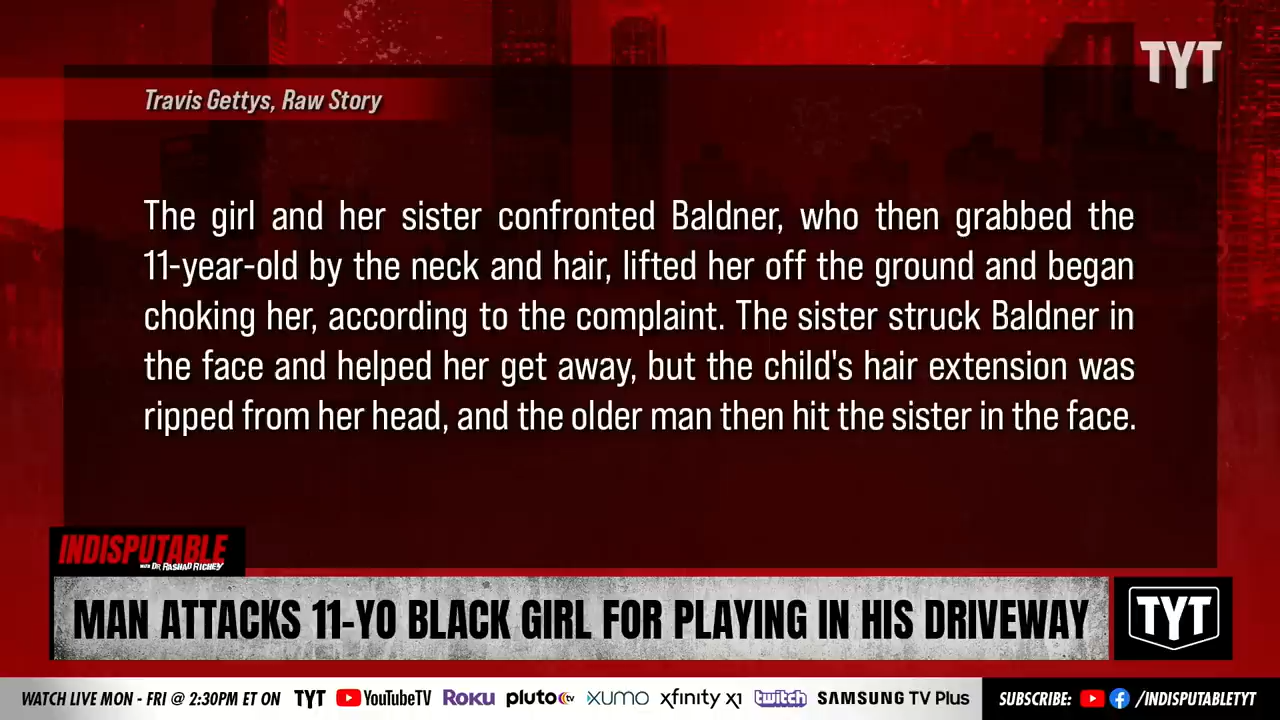 TYT
Travis Gettys, Raw Story
The girl and her sister confronted Baldner, who then grabbed the
11-year-old by the neck and hair, lifted her off the ground and began
choking her, according to the complaint. The sister struck Baldner in
the face and helped her get away, but the child's hair extension was
ripped from her head, and the older man then hit the sister in the face.
INDISPUTABLE
WITH DR. RASHAD RICHEY
MAN ATTACKS 11-YO BLACK GIRL FOR PLAYING IN HIS DRIVEWAY
TYT
WATCH LIVE MON - FRI @ 2:30PM ET ON TYT YouTubeTV ROKU pluto tv xumo xfinity x1 twitch SAMSUNG TV Plus SUBSCRIBE: /INDISPUTABLETYT